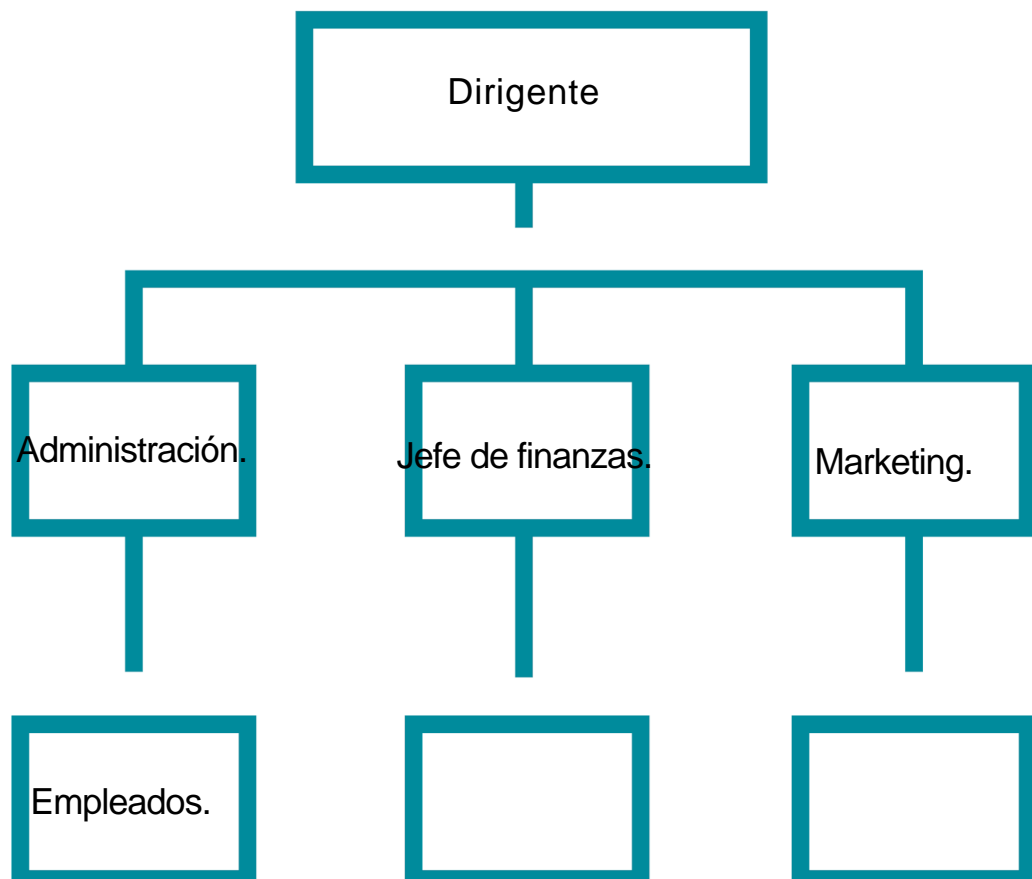 Dirigente
Administración.
Jefe de finanzas.
Marketing.
Empleados.